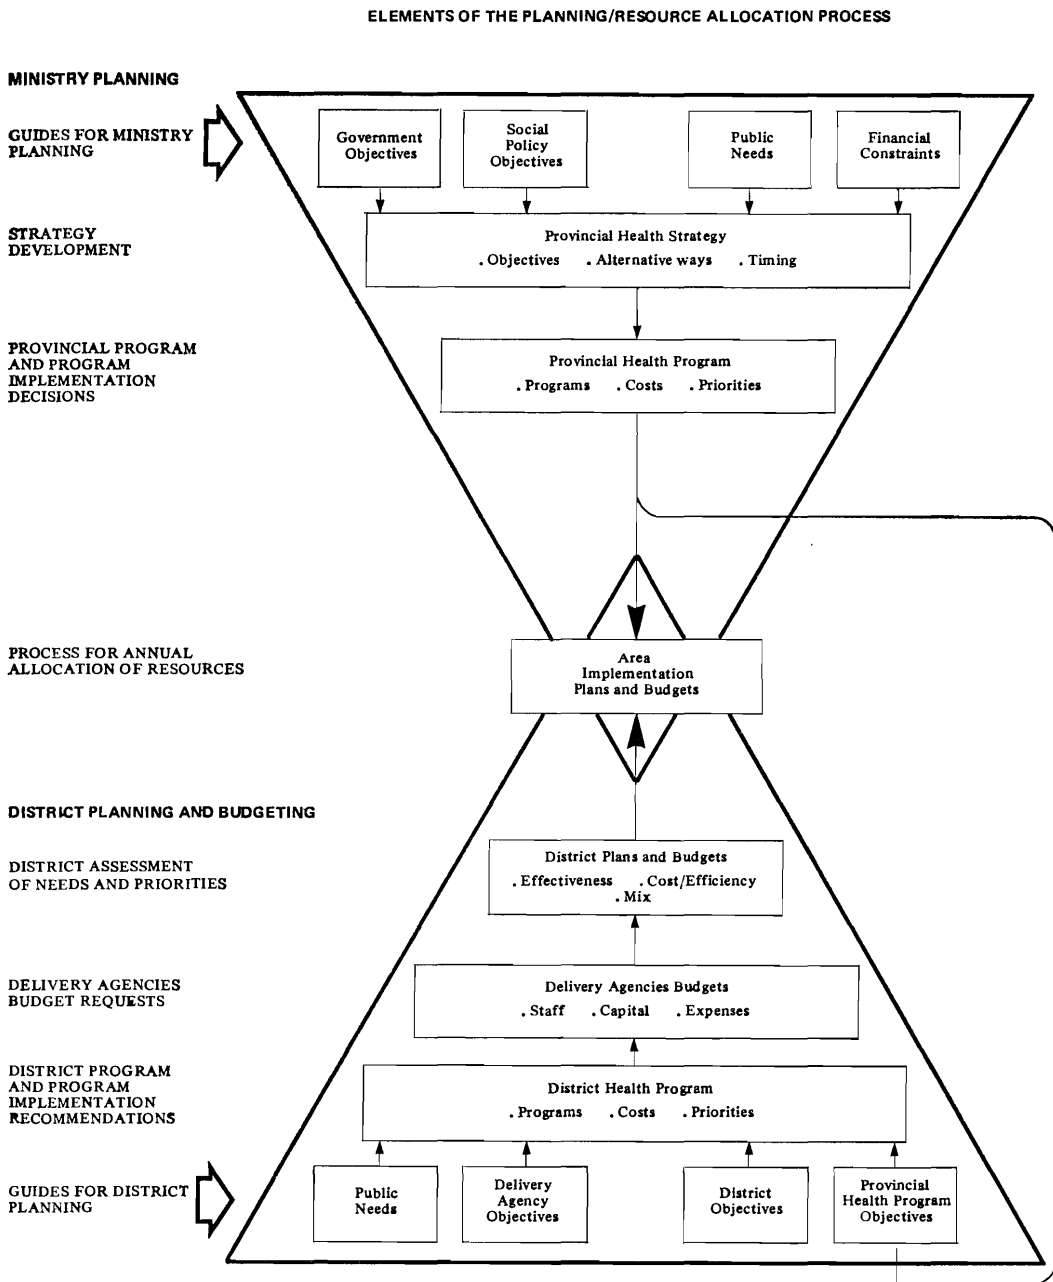 ELEMENTS OF THE PLANNING/RESOURCE ALLOCATION PROCESS
MINISTRY PLANNING
GUIDES FOR MINISTRY
PLANNING
Government
Objectives
Social
Policy
Objectives
Public
Needs
Financial
Constraints
STRATEGY
DEVELOPMENT
Provincial Health Strategy
. Objectives . Alternative ways . Timing
PROVINCIAL PROGRAM
AND PROGRAM
IMPLEMENTATION
DECISIONS
Provincial Health Program
. Programs . Costs . Priorities
PROCESS FOR ANNUAL
ALLOCATION OF RESOURCES
Area
Implementation
Plans and Budgets
DISTRICT PLANNING AND BUDGETING
DISTRICT ASSESSMENT
OF NEEDS AND PRIORITIES
District Plans and Budgets
. Effectiveness . Cost/Efficiency
. Mix
DELIVERY AGENCIES
BUDGET REQUESTS
Delivery Agencies Budgets
. Staff . Capital . Expenses
DISTRICT PROGRAM
AND PROGRAM
IMPLEMENTATION
RECOMMENDATIONS
District Health Program
. Programs . Costs . Priorities
GUIDES FOR DISTRICT
PLANNING
Public
Needs
Delivery
Agency
Objectives
District
Objectives
Provincial
Health Program
Objectives